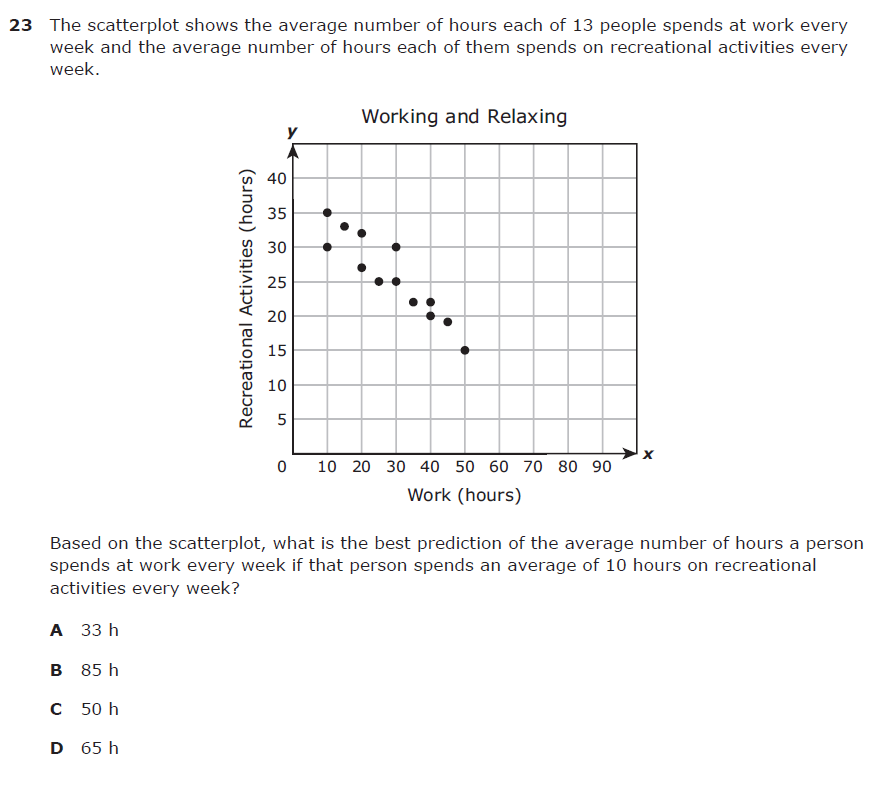 23 The scatterplot shows the average number of hours each of 13 people spends at work every
week and the average number of hours each of them spends on recreational activities every
week.
Working and Relaxing
y
Recreational Activities (hours)
40
35
30
25
20
15
10
5
0 10 20 30 40 50 60 70 80 90
x
Work (hours)
Based on the scatterplot, what is the best prediction of the average number of hours a person
spends at work every week if that person spends an average of 10 hours on recreational
activities every week?
A 33 h
B 85 h
C 50 h
D 65 h